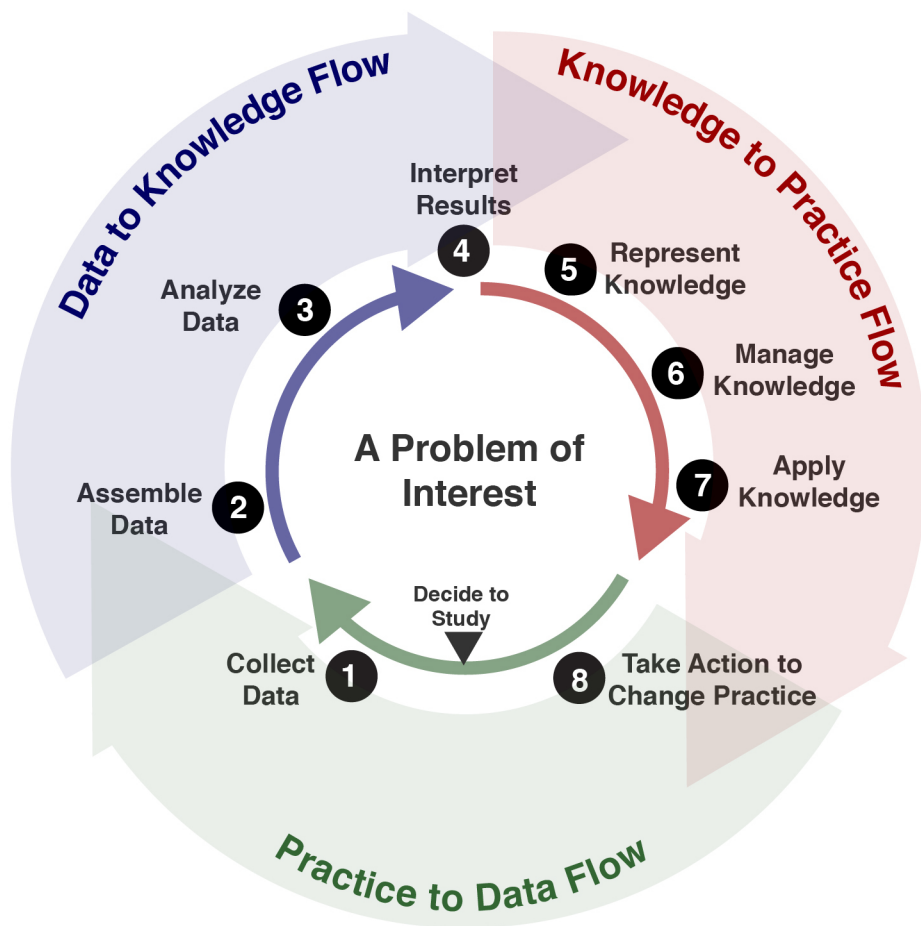 Data to Knowledge Flow
Knowledge to Practice Flow
Interpret
Results
4
5
Represent
Knowledge
Analyze
Data
3
6
Manage
Knowledge
A Problem of
Interest
Assemble
Data
2
7
Apply
Knowledge
Decide to
Study
Collect
Data
1
8
Take Action to
Change Practice
Practice to Data Flow